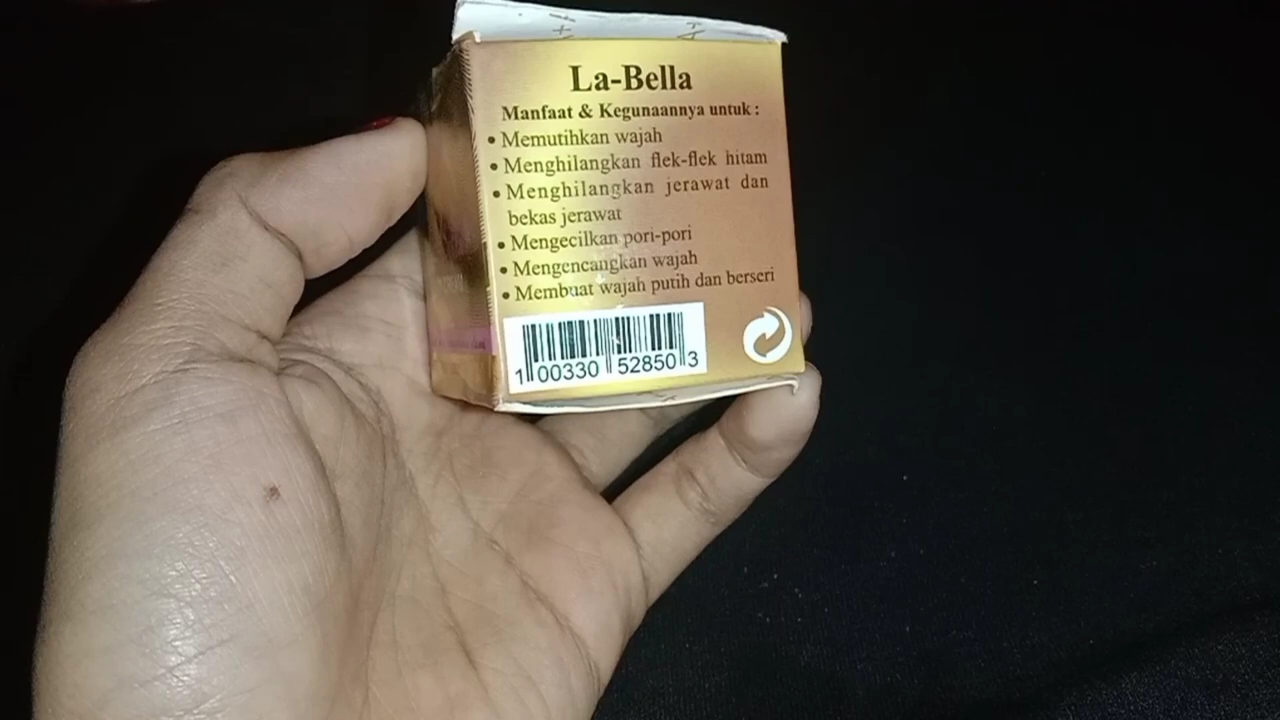 La-Bella
Manfaat & Kegunaannya untuk :
• Memutihkan wajah
• Menghilangkan flek-flek hitam
• Menghilangkan jerawat dan
bekas jerawat
• Mengecilkan pori-pori
• Mengencangkan wajah
• Membuat wajah putih dan berseri
1 00330 52850 3